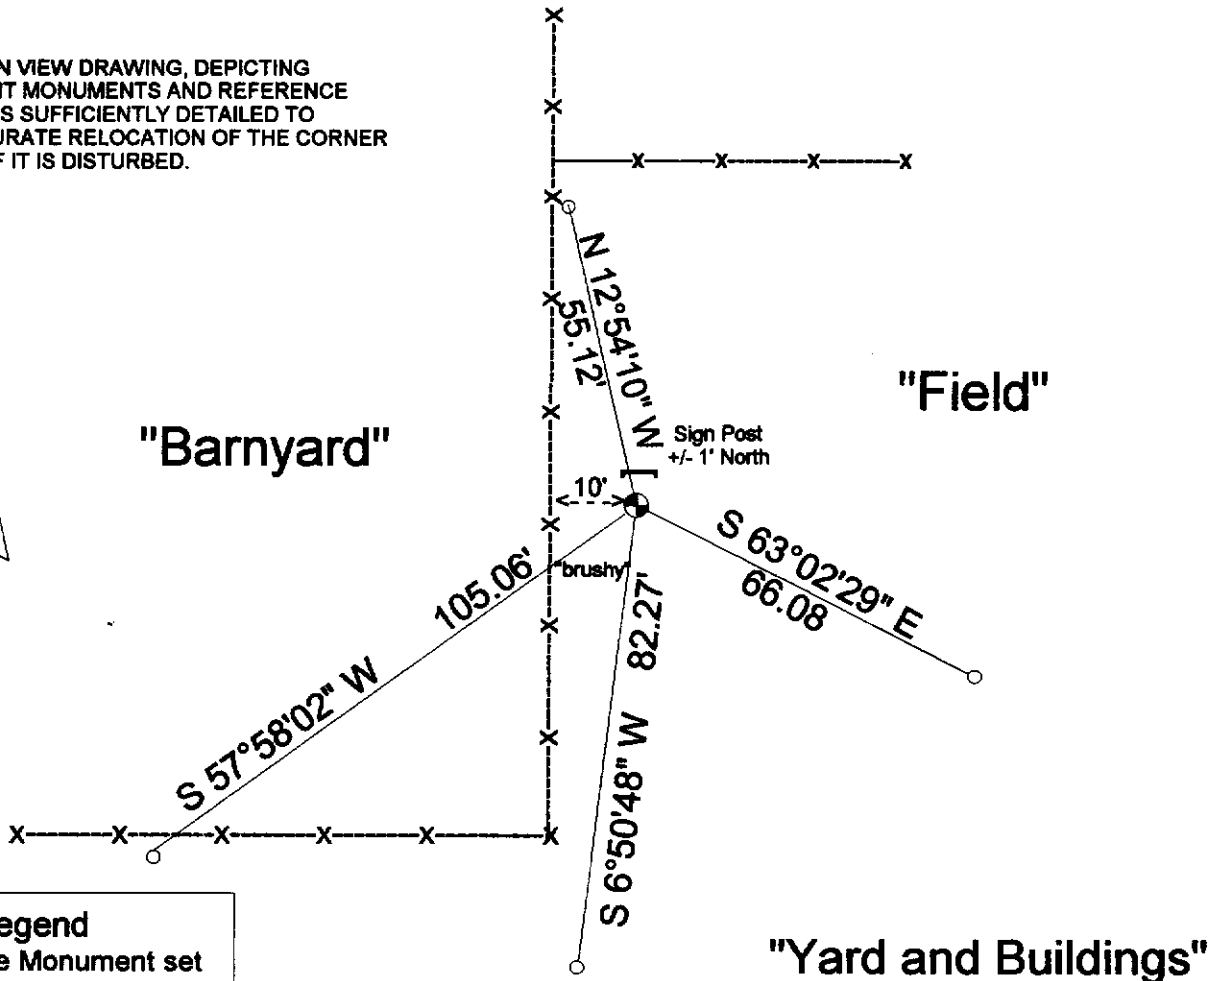 N VIEW DRAWING, DEPICTING
IT MONUMENTS AND REFERENCE
S SUFFICIENTLY DETAILED TO
URATE RELOCATION OF THE CORNER
F IT IS DISTURBED.
N 12°54'10" W
55.12'
"Field"
"Barnyard"
Sign Post
+/- 1' North
10'
S 63°02'29" E
66.08
"brushy"
105.06'
S 57°58'02" W
82.27'
S 6°50'48" W
egend
e Monument set
"Yard and Buildings"